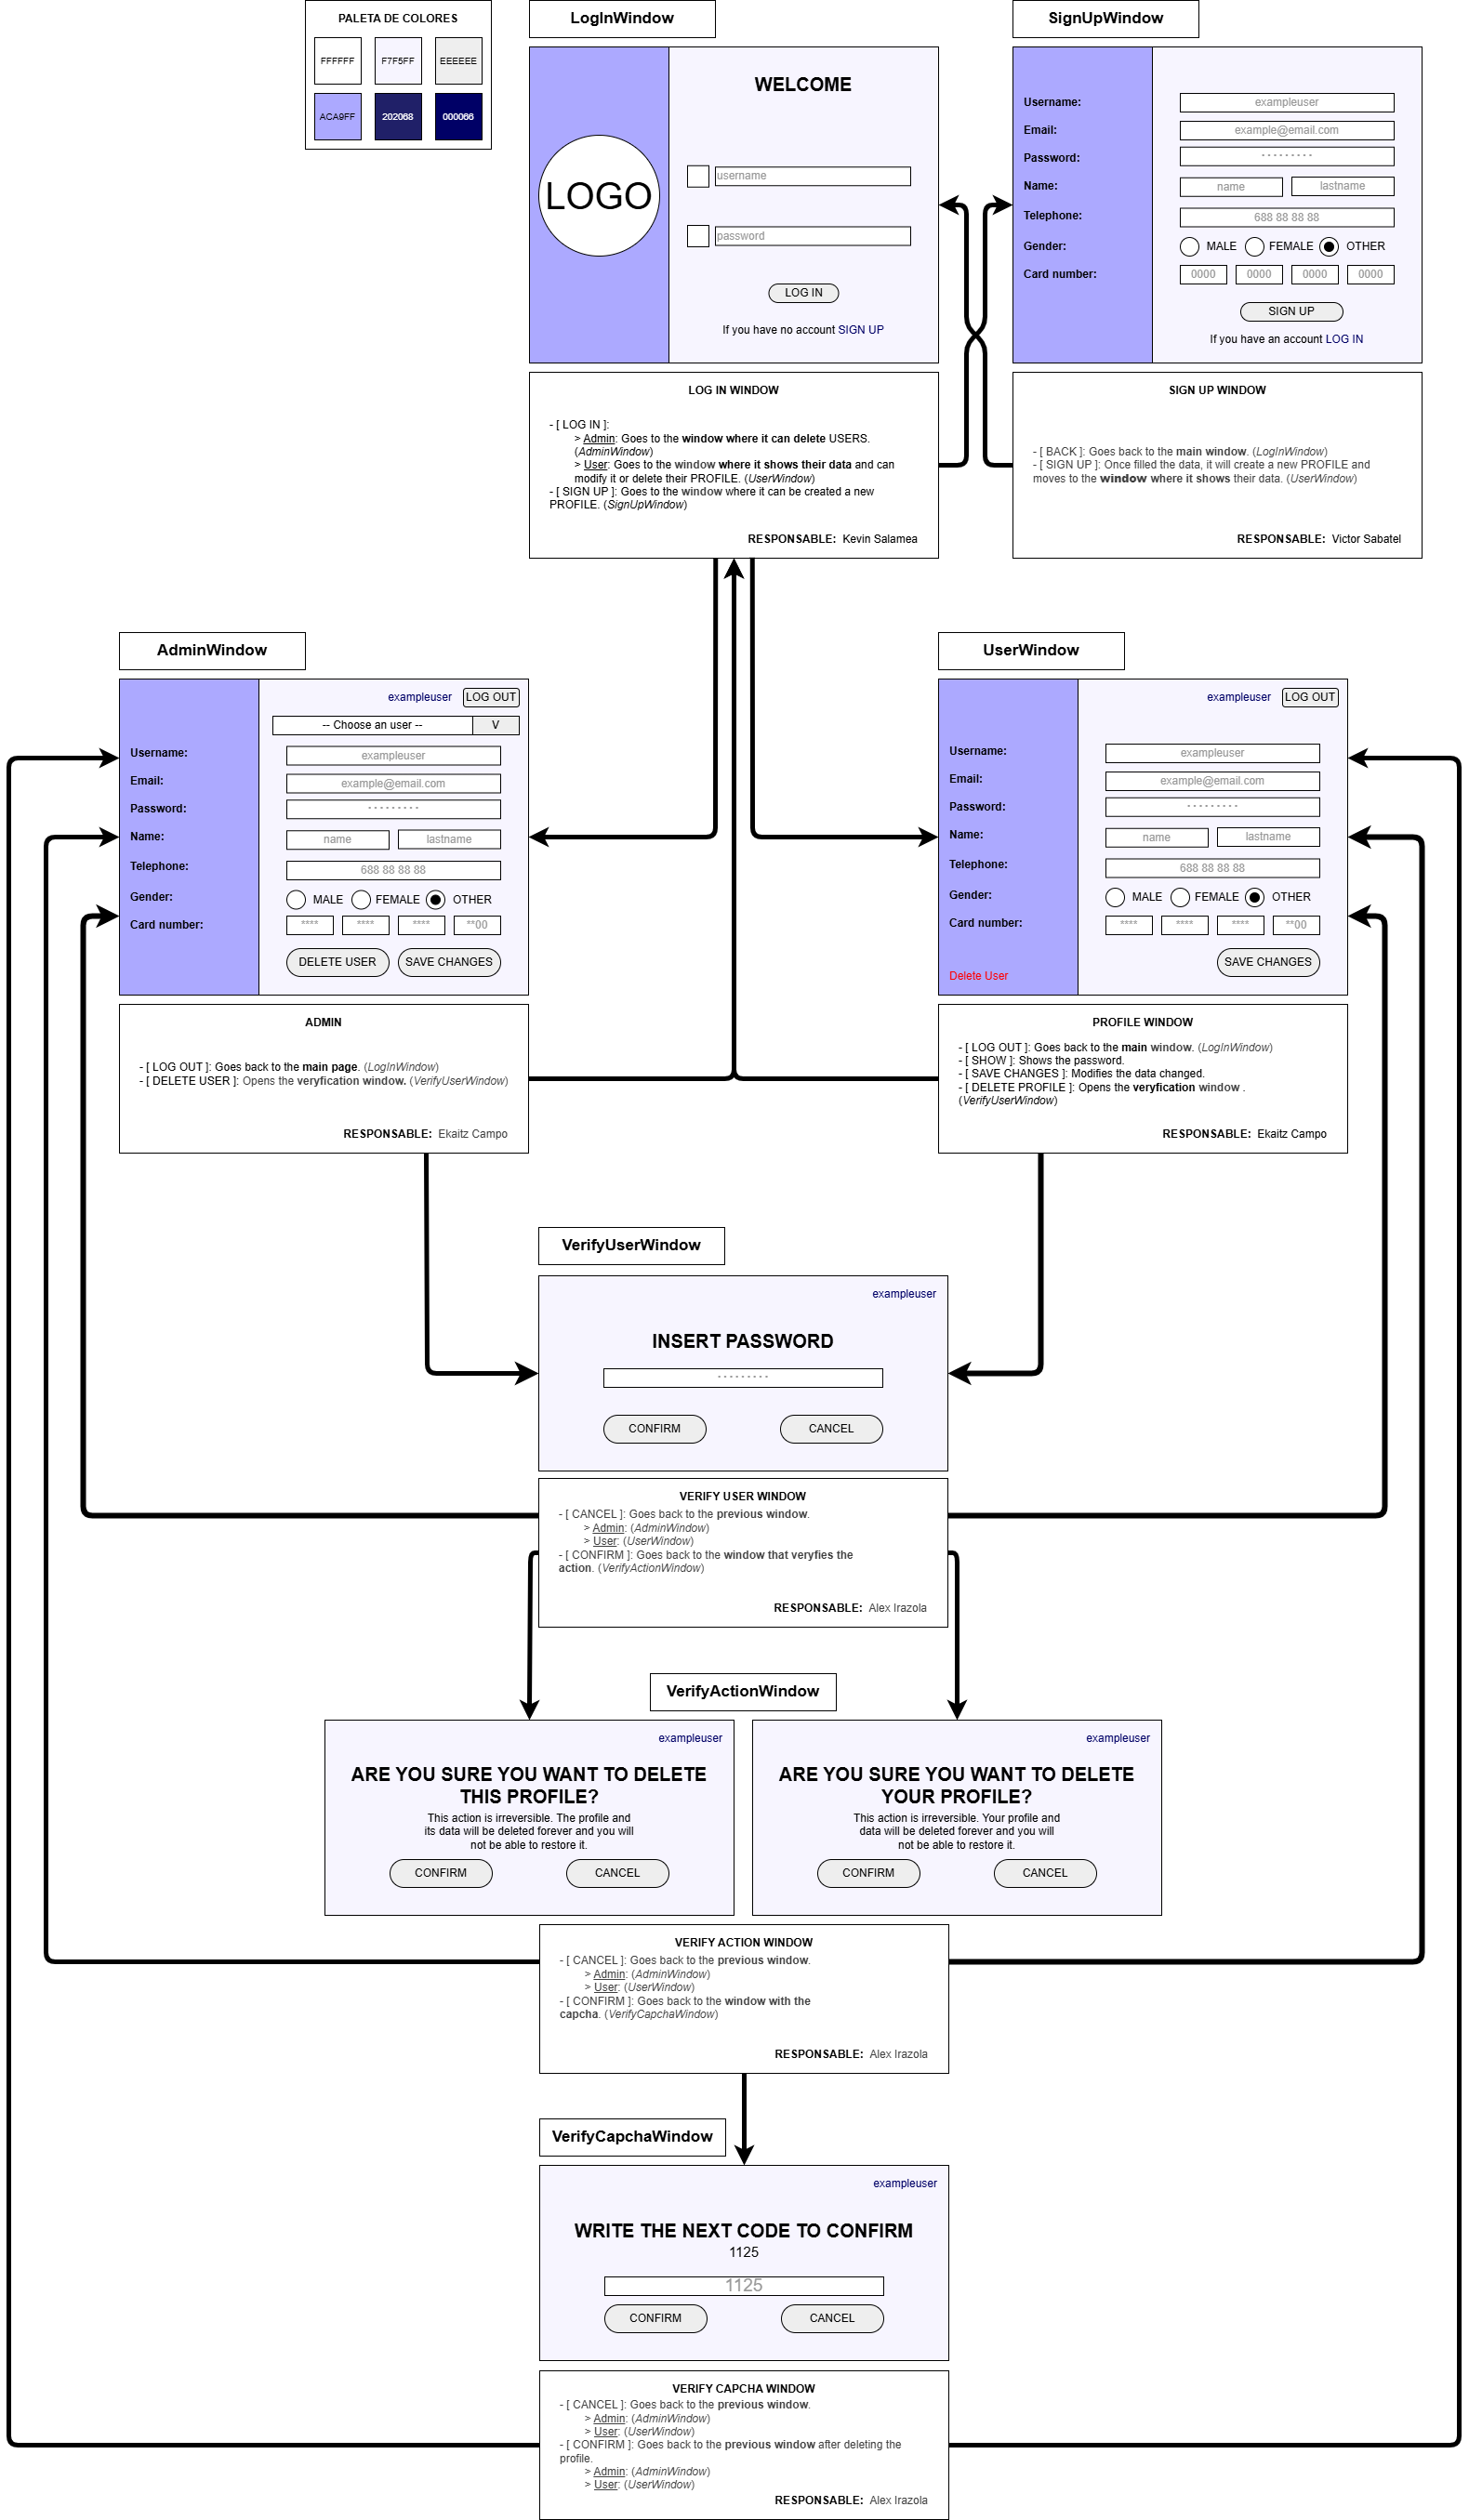 PALETA DE COLORES
FFFFFF
F7F5FF
EEEEEE
ACA9FF
202068
000066
LogInWindow
WELCOME
LOGO
username
password
LOG IN
If you have no account SIGN UP
LOG IN WINDOW
- [ LOG IN ]:
> Admin: Goes to the window where it can delete USERS.
(AdminWindow)
> User: Goes to the window where it shows their data and can
modify it or delete their PROFILE. (UserWindow)
- [ SIGN UP ]: Goes to the window where it can be created a new
PROFILE. (SignUpWindow)
RESPONSABLE: Kevin Salamea
SignUpWindow
Username:
exampleuser
Email:
example@email.com
Password:
- - - - - - - - -
Name:
name
lastname
Telephone:
688 88 88 88
Gender:
MALE
FEMALE
OTHER
Card number:
0000
0000
0000
0000
SIGN UP
If you have an account LOG IN
SIGN UP WINDOW
- [ BACK ]: Goes back to the main window. (LogInWindow)
- [ SIGN UP ]: Once filled the data, it will create a new PROFILE and
moves to the window where it shows their data. (UserWindow)
RESPONSABLE: Victor Sabatel
AdminWindow
exampleuser
LOG OUT
-- Choose an user --
V
Username:
exampleuser
Email:
example@email.com
Password:
- - - - - - - - -
Name:
name
lastname
Telephone:
688 88 88 88
Gender:
MALE
FEMALE
OTHER
Card number:
****
****
****
**00
DELETE USER
SAVE CHANGES
ADMIN
- [ LOG OUT ]: Goes back to the main page. (LogInWindow)
- [ DELETE USER ]: Opens the veryfication window. (VerifyUserWindow)
RESPONSABLE: Ekaitz Campo
UserWindow
exampleuser
LOG OUT
Username:
exampleuser
Email:
example@email.com
Password:
- - - - - - - - -
Name:
name
lastname
Telephone:
688 88 88 88
Gender:
MALE
FEMALE
OTHER
Card number:
****
****
****
**00
Delete User
SAVE CHANGES
PROFILE WINDOW
- [ LOG OUT ]: Goes back to the main window. (LogInWindow)
- [ SHOW ]: Shows the password.
- [ SAVE CHANGES ]: Modifies the data changed.
- [ DELETE PROFILE ]: Opens the veryfication window .
(VerifyUserWindow)
RESPONSABLE: Ekaitz Campo
VerifyUserWindow
exampleuser
INSERT PASSWORD
- - - - - - - - -
CONFIRM
CANCEL
VERIFY USER WINDOW
- [ CANCEL ]: Goes back to the previous window.
> Admin: (AdminWindow)
> User: (UserWindow)
- [ CONFIRM ]: Goes back to the window that veryfies the
action. (VerifyActionWindow)
RESPONSABLE: Alex Irazola
VerifyActionWindow
exampleuser
ARE YOU SURE YOU WANT TO DELETE
THIS PROFILE?
This action is irreversible. The profile and
its data will be deleted forever and you will
not be able to restore it.
CONFIRM
CANCEL
exampleuser
ARE YOU SURE YOU WANT TO DELETE
YOUR PROFILE?
This action is irreversible. Your profile and
data will be deleted forever and you will
not be able to restore it.
CONFIRM
CANCEL
VERIFY ACTION WINDOW
- [ CANCEL ]: Goes back to the previous window.
> Admin: (AdminWindow)
> User: (UserWindow)
- [ CONFIRM ]: Goes back to the window with the
capcha. (VerifyCapchaWindow)
RESPONSABLE: Alex Irazola
VerifyCapchaWindow
exampleuser
WRITE THE NEXT CODE TO CONFIRM
1125
1125
CONFIRM
CANCEL
VERIFY CAPCHA WINDOW
- [ CANCEL ]: Goes back to the previous window.
> Admin: (AdminWindow)
> User: (UserWindow)
- [ CONFIRM ]: Goes back to the previous window after deleting the
profile.
> Admin: (AdminWindow)
> User: (UserWindow)
RESPONSABLE: Alex Irazola